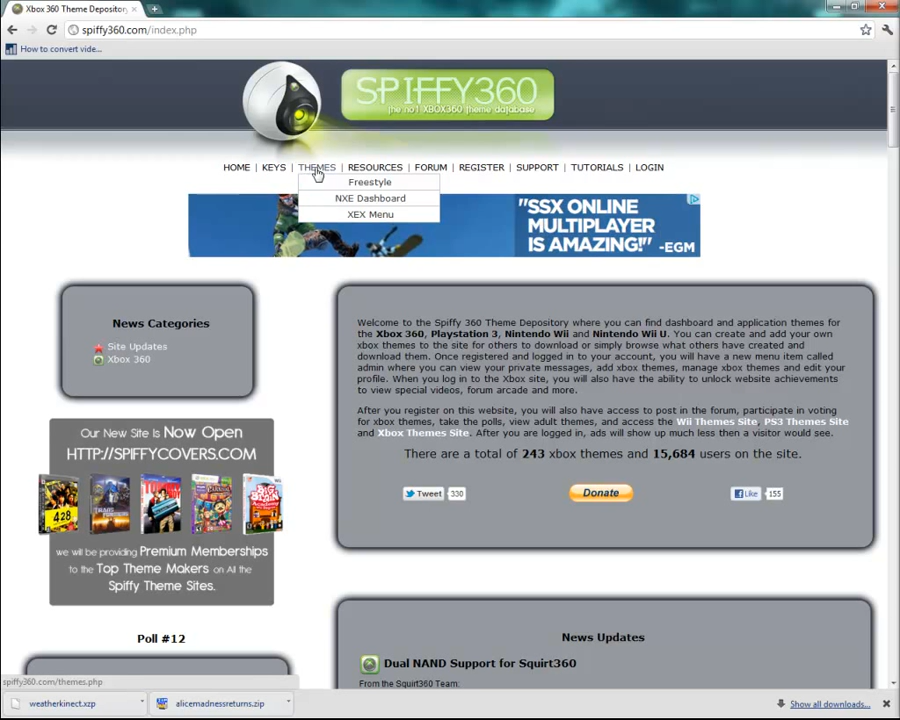 Xbox 360 Theme Depository
spiffy360.com/index.php
How to convert vide...
SPIFFY360
the no1 XBOX360 theme database
HOME | KEYS | THEMES | RESOURCES | FORUM | REGISTER | SUPPORT | TUTORIALS | LOGIN
Freestyle
NXE Dashboard
XEX Menu
"SSX ONLINE
MULTIPLAYER
IS AMAZING!" -EGM
News Categories
Site Updates
Xbox 360
Our New Site Is Now Open
HTTP://SPIFFYCOVERS.COM
428
we will be providing Premium Memberships
to the Top Theme Makers on All the
Spiffy Theme Sites.
Poll #12
Welcome to the Spiffy 360 Theme Depository where you can find dashboard and application themes for
the Xbox 360, Playstation 3, Nintendo Wii and Nintendo Wii U. You can create and add your own
xbox themes to the site for others to download or simply browse what others have created and
download them. Once registered and logged in to your account, you will have a new menu item called
admin where you can view your private messages, add xbox themes, manage xbox themes and edit your
profile. When you log in to the Xbox site, you will also have the ability to unlock website achievements
to view special videos, forum arcade and more.
After you register on this website, you will also have access to post in the forum, participate in voting
for xbox themes, take the polls, view adult themes, and access the Wii Themes Site, PS3 Themes Site
and Xbox Themes Site. After you are logged in, ads will show up much less then a visitor would see.
There are a total of 243 xbox themes and 15,684 users on the site.
Tweet 330
Donate
Like 155
News Updates
Dual NAND Support for Squirt360
From the Squirt360 Team:
spiffy360.com/themes.php
weatherkinect.xzp
alicemadnessreturns.zip
Show all downloads...